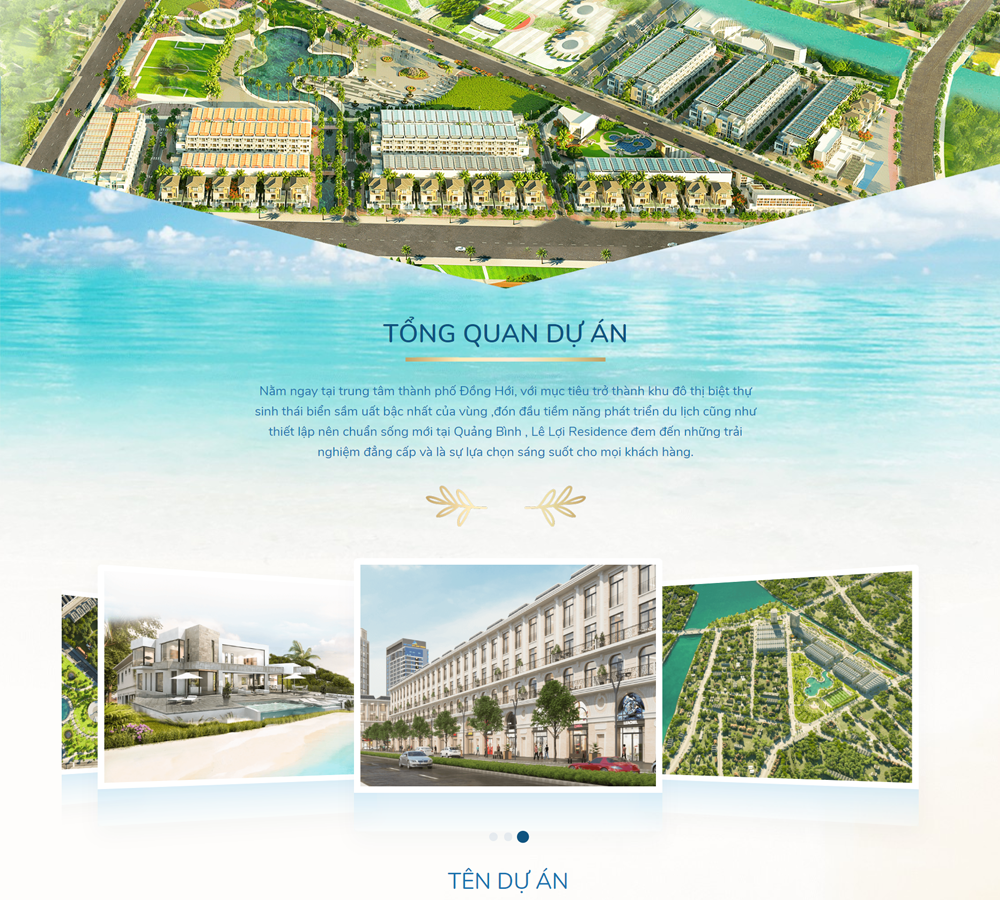 TỔNG QUAN DỰ ÁN
Nằm ngay tại trung tâm thành phố Đồng Hới, với mục tiêu trở thành khu đô thị biệt thự
sinh thái biển sầm uất bậc nhất của vùng ,đón đầu tiềm năng phát triển du lịch cũng như
thiết lập nên chuẩn sống mới tại Quảng Bình , Lê Lợi Residence đem đến những trải
nghiệm đẳng cấp và là sự lựa chọn sáng suốt cho mọi khách hàng.
TÊN DỰ ÁN